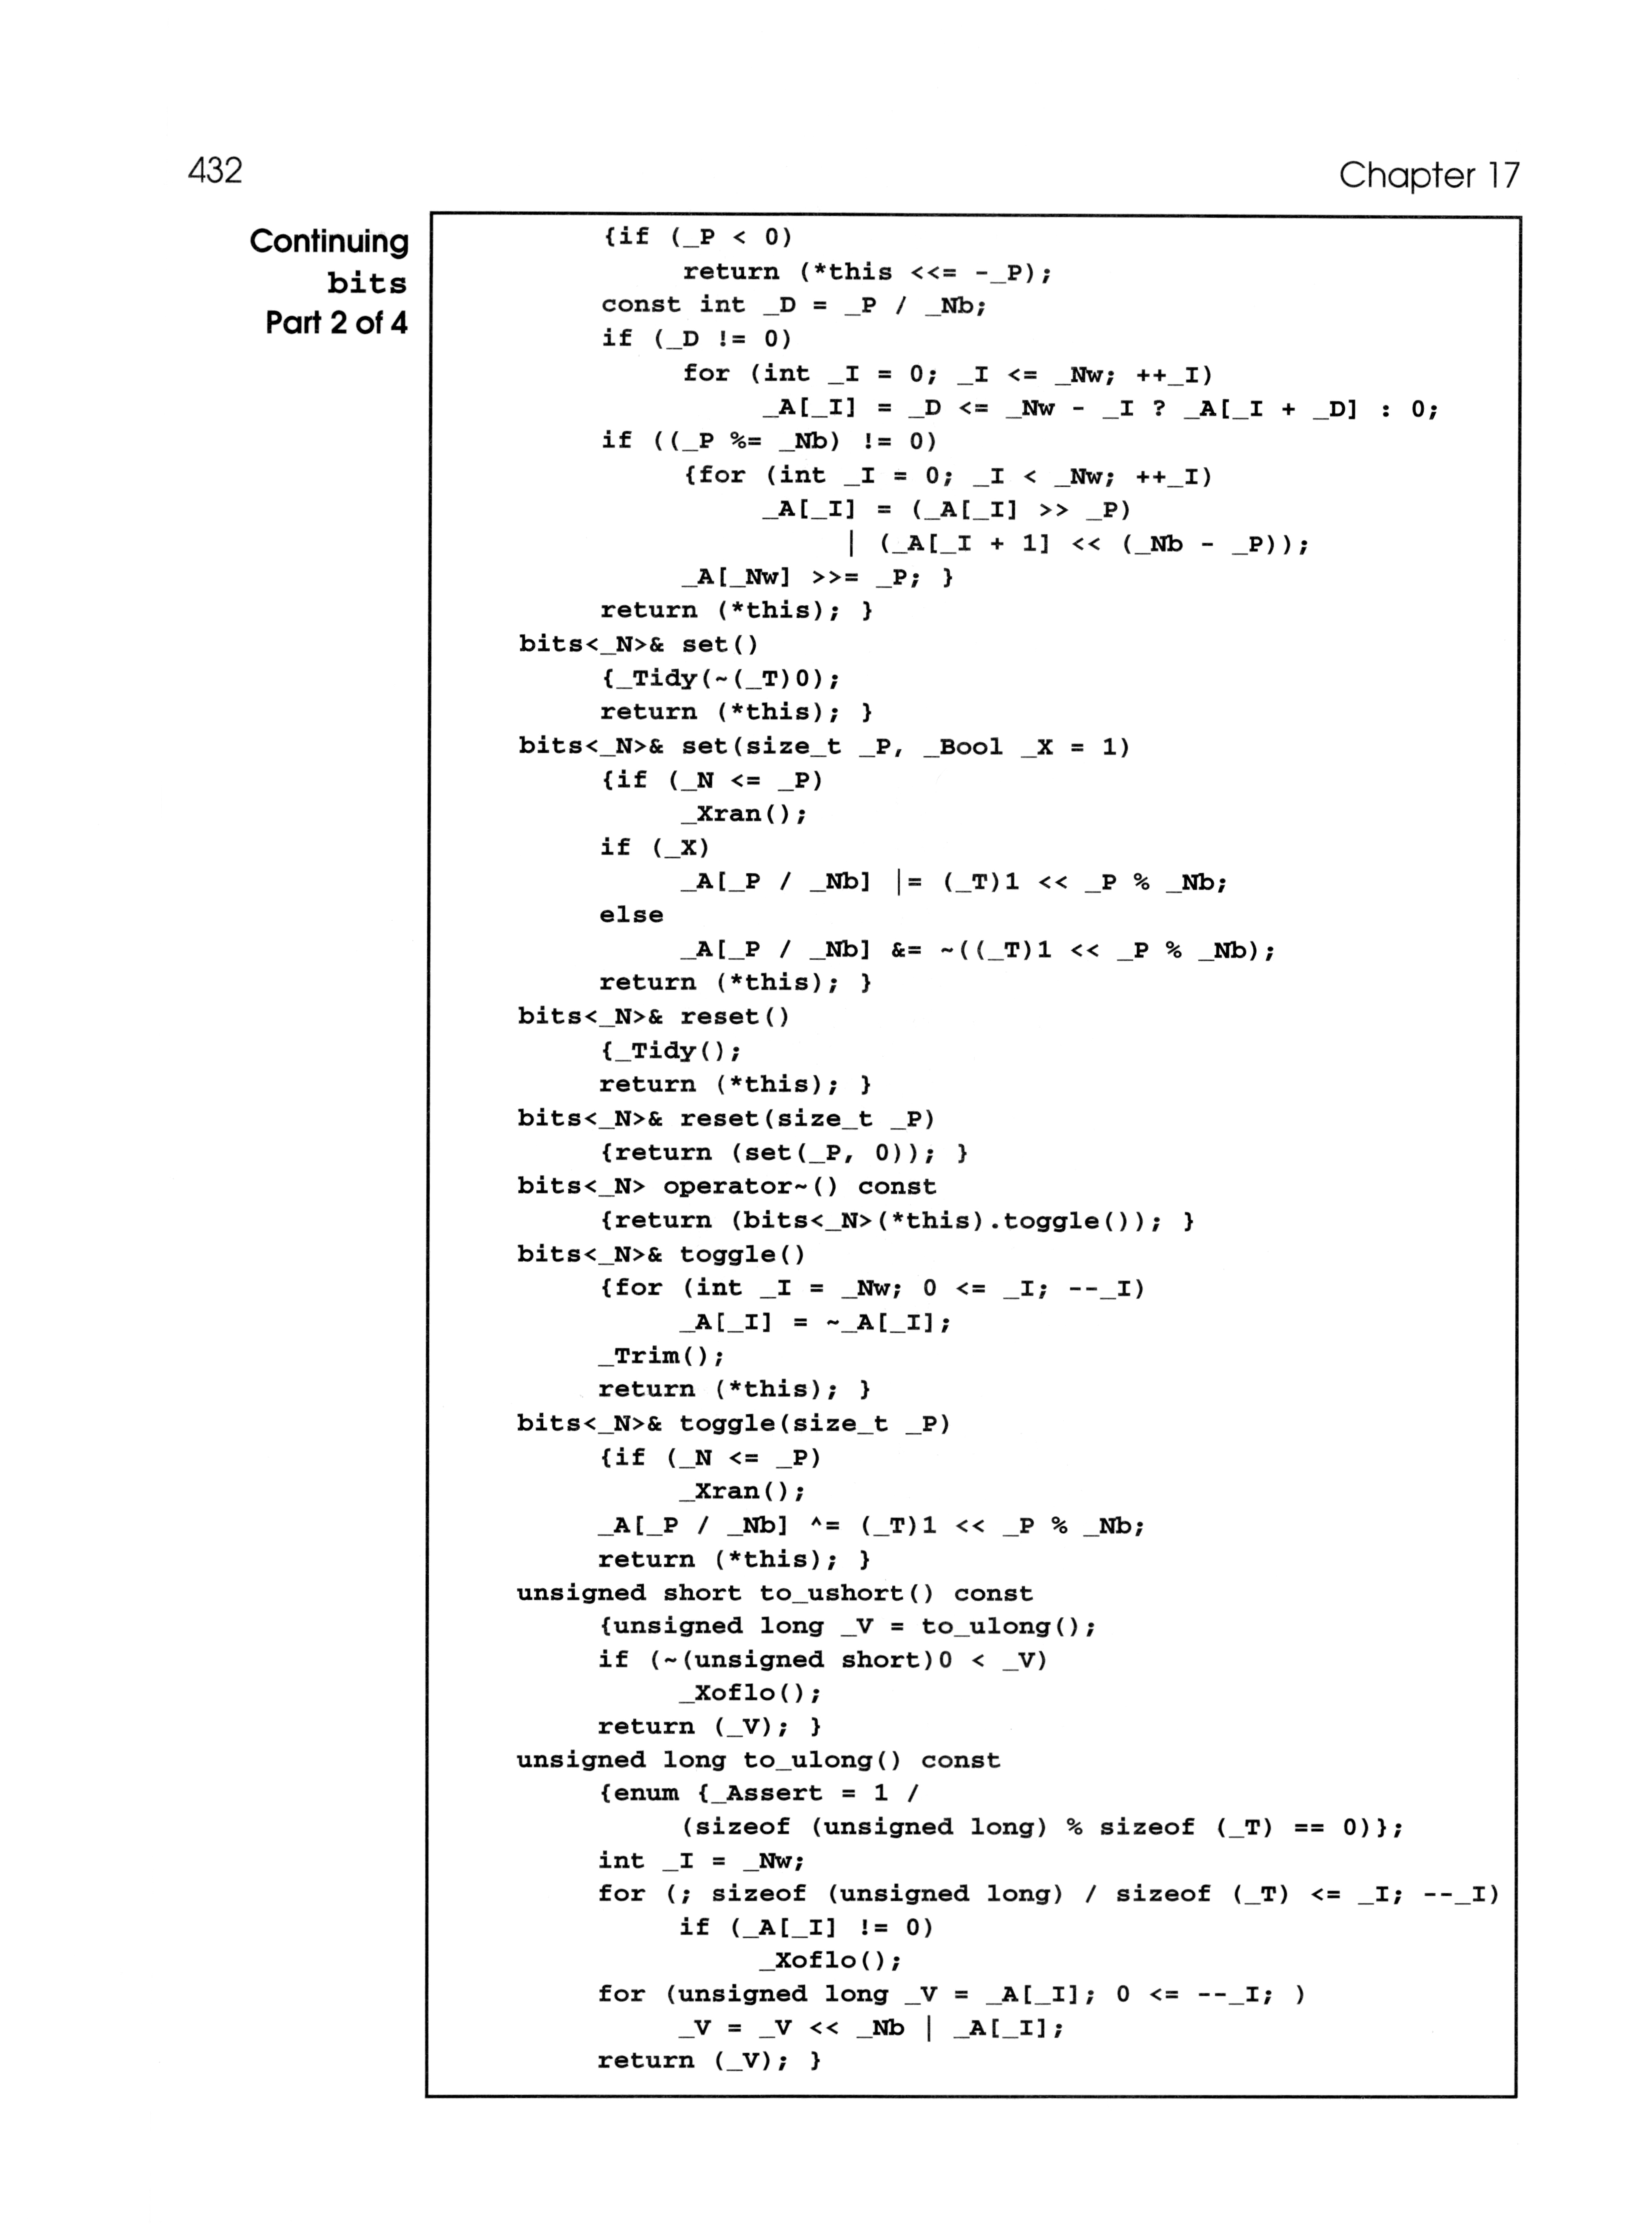 432
Chapter 17
Continuing
bits
Part 2 of 4
{if (_P < 0)
return (*this <<= -_P);
const int _D = _P / _Nb;
if (_D != 0)
for (int _I = 0; _I <= _Nw; ++_I)
_A[_I] = _D <= _Nw - _I ? _A[_I + _D] : 0;
if ((_P %= _Nb) != 0)
{for (int _I = 0; _I < _Nw; ++_I)
_A[_I] = (_A[_I] >> _P)
| (_A[_I + 1] << (_Nb - _P));
_A[_Nw] >>= _P; }
return (*this); }
bits<_N>& set()
{_Tidy(~(_T)0);
return (*this); }
bits<_N>& set(size_t _P, _Bool _X = 1)
{if (_N <= _P)
_Xran();
if (_X)
_A[_P / _Nb] |= (_T)1 << _P % _Nb;
else
_A[_P / _Nb] &= ~((_T)1 << _P % _Nb);
return (*this); }
bits<_N>& reset()
{_Tidy();
return (*this); }
bits<_N>& reset(size_t _P)
{return (set(_P, 0)); }
bits<_N> operator~() const
{return (bits<_N>(*this).toggle()); }
bits<_N>& toggle()
{for (int _I = _Nw; 0 <= _I; --_I)
_A[_I] = ~_A[_I];
_Trim();
return (*this); }
bits<_N>& toggle(size_t _P)
{if (_N <= _P)
_Xran();
_A[_P / _Nb] ^= (_T)1 << _P % _Nb;
return (*this); }
unsigned short to_ushort() const
{unsigned long _V = to_ulong();
if (~(unsigned short)0 < _V)
_Xoflo();
return (_V); }
unsigned long to_ulong() const
{enum {_Assert = 1 /
(sizeof (unsigned long) % sizeof (_T) == 0)};
int _I = _Nw;
for (; sizeof (unsigned long) / sizeof (_T) <= _I; --_I)
if (_A[_I] != 0)
_Xoflo();
for (unsigned long _V = _A[_I]; 0 <= --_I; )
_V = _V << _Nb | _A[_I];
return (_V); }